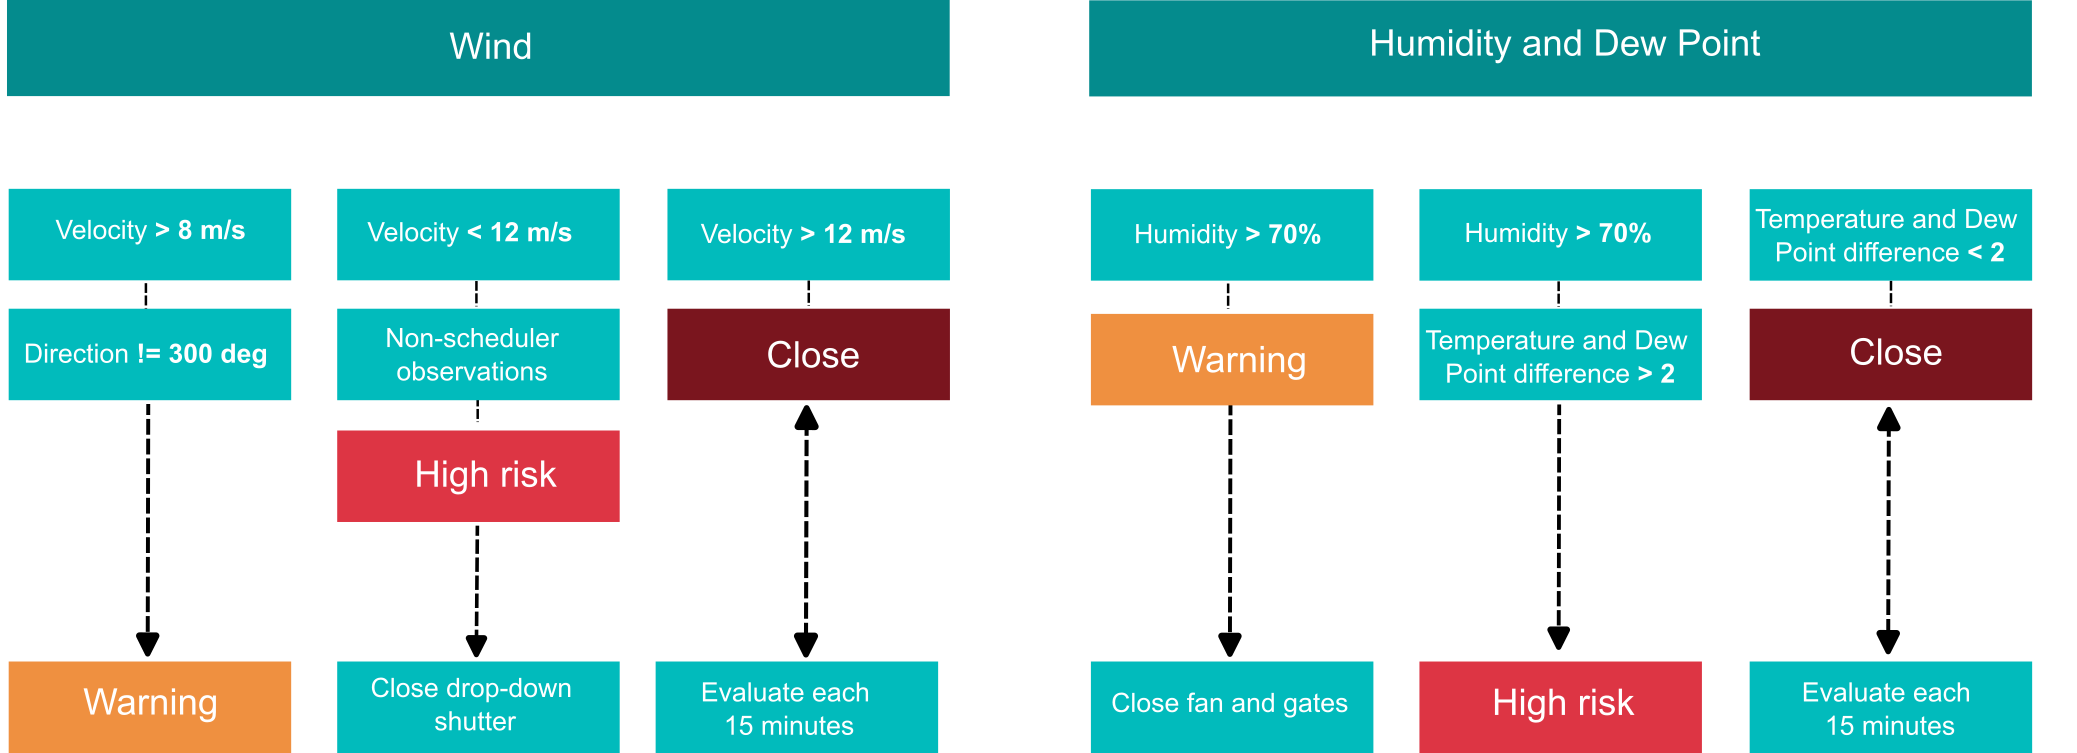 Wind
Velocity > 8 m/s
Direction != 300 deg
Warning
Velocity < 12 m/s
Non-scheduler
observations
High risk
Close drop-down
shutter
Velocity > 12 m/s
Close
Evaluate each
15 minutes
Humidity and Dew Point
Humidity > 70%
Warning
Close fan and gates
Humidity > 70%
Temperature and Dew
Point difference > 2
High risk
Temperature and Dew
Point difference < 2
Close
Evaluate each
15 minutes